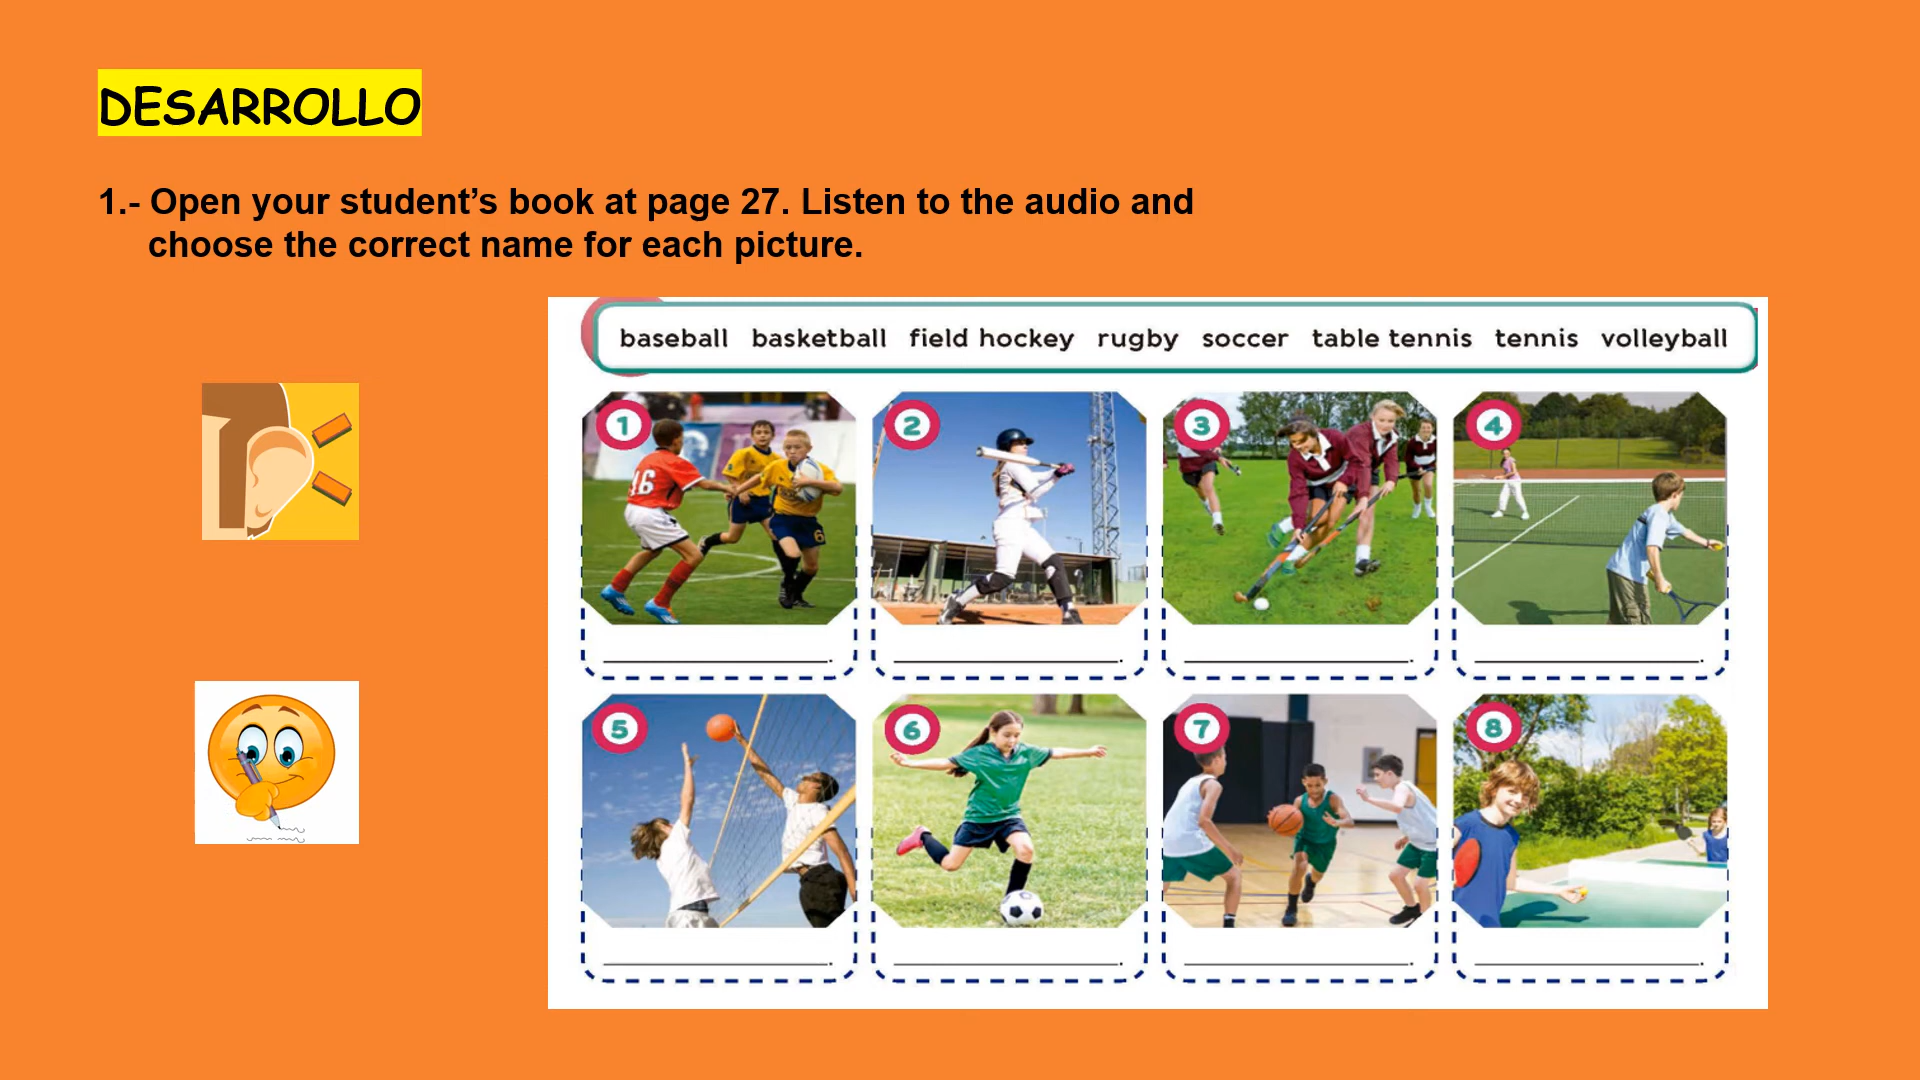 DESARROLLO
1.- Open your student’s book at page 27. Listen to the audio and
choose the correct name for each picture.
baseball basketball field hockey rugby soccer table tennis tennis volleyball
1 2 3 4
16
6
5 6 7 8